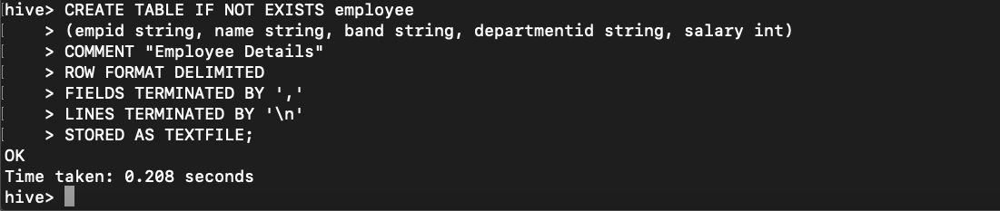 hive> CREATE TABLE IF NOT EXISTS employee
    > (empid string, name string, band string, departmentid string, salary int)
    > COMMENT "Employee Details"
    > ROW FORMAT DELIMITED
    > FIELDS TERMINATED BY ','
    > LINES TERMINATED BY '\n'
    > STORED AS TEXTFILE;
OK
Time taken: 0.208 seconds
hive>